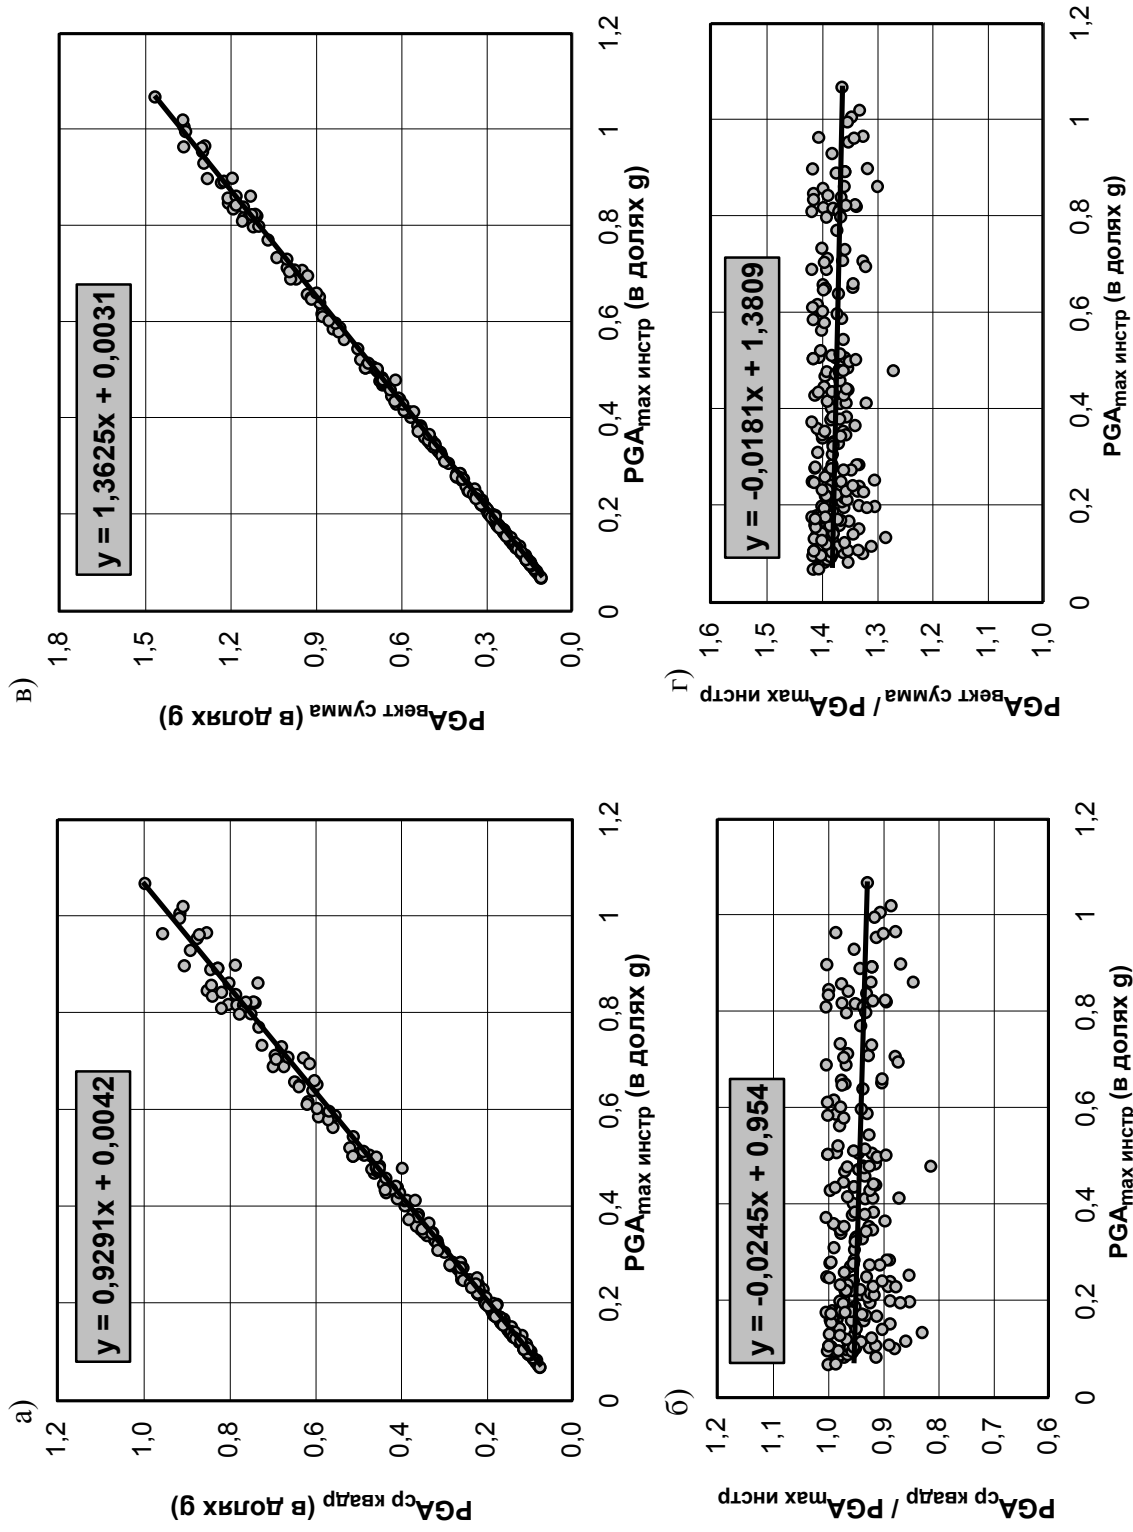 а)
y = 0,9291x + 0,0042
1,2
1,0
0,8
0,6
0,4
0,2
0,0
PGAср квадр (в долях g)
0 0,2 0,4 0,6 0,8 1 1,2
PGAmax инстр (в долях g)
в)
y = 1,3625x + 0,0031
1,8
1,5
1,2
0,9
0,6
0,3
0,0
PGAвект сумма (в долях g)
0 0,2 0,4 0,6 0,8 1 1,2
PGAmax инстр (в долях g)
б)
y = -0,0245x + 0,954
1,2
1,1
1,0
0,9
0,8
0,7
0,6
PGAср квадр / PGAmax инстр
0 0,2 0,4 0,6 0,8 1 1,2
PGAmax инстр (в долях g)
г)
y = -0,0181x + 1,3809
1,6
1,5
1,4
1,3
1,2
1,1
1,0
PGAвект сумма / PGAmax инстр
0 0,2 0,4 0,6 0,8 1 1,2
PGAmax инстр (в долях g)